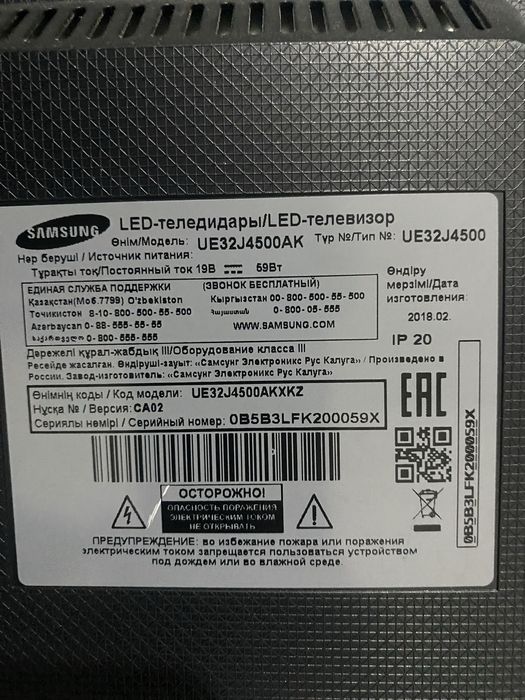 SAMSUNG
LED-теледидары/LED-телевизор
Өнім/Модель: UE32J4500AK Түр №/Тип №: UE32J4500
Нәр беруші / Источник питания:
Тұрақты тоқ/Постоянный ток 19В 59Вт
ЕДИНАЯ СЛУЖБА ПОДДЕРЖКИ (ЗВОНОК БЕСПЛАТНЫЙ)
Қазақстан(Моб.7799) O'zbekiston Кыргызстан 00-800-500-55-500
Тоҷикистон 8-10-800-500-55-500 Հայաստան 0-800-05-555
Azərbaycan 0-88-555-55-55 WWW.SAMSUNG.COM
საქართველო 0-800-555-555
Өндіру
мерзімі/Дата
изготовления:
2018.02.
IP 20
Дәрежелі құрал-жабдық III/Оборудование класса III
Ресейде жасалған. Өндіруші-зауыт: «Самсунг Электроникс Рус Калуга» / Произведено в
России. Завод-изготовитель: «Самсунг Электроникс Рус Калуга»
Өнімнің коды / Код модели: UE32J4500AKXKZ
Нұсқа № / Версия: CA02
Сериялы нөмірі / Серийный номер: 0B5B3LFK200059X
EAC
0B5B3LFK200059X
ОСТОРОЖНО!
ОПАСНОСТЬ ПОРАЖЕНИЯ
ЭЛЕКТРИЧЕСКИМ ТОКОМ
НЕ ОТКРЫВАТЬ
ПРЕДУПРЕЖДЕНИЕ: во избежание пожара или поражения
электрическим током запрещается пользоваться устройством
под дождем или во влажной среде.